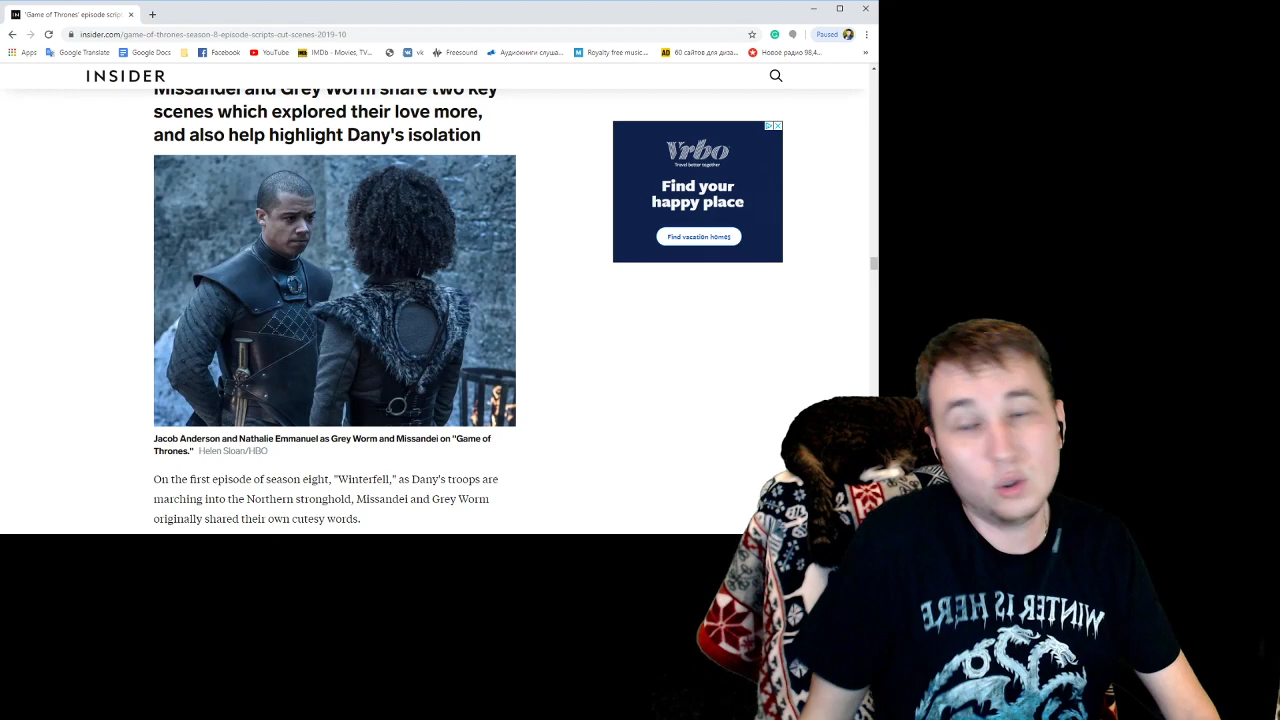 'Game of Thrones' episode script
insider.com/game-of-thrones-season-8-episode-scripts-cut-scenes-2019-10
Paused
Apps Google Translate Google Docs Facebook YouTube IMDb - Movies, TV... vk Freesound Аудиокниги слуша... Royalty free music... 60 сайтов для диза... Новое радио 98,4...
INSIDER
Missandei and Grey Worm share two key
scenes which explored their love more,
and also help highlight Dany's isolation
Vrbo
Travel better together
Find your
happy place
Find vacation homes
Jacob Anderson and Nathalie Emmanuel as Grey Worm and Missandei on "Game of
Thrones." Helen Sloan/HBO
On the first episode of season eight, "Winterfell," as Dany's troops are
marching into the Northern stronghold, Missandei and Grey Worm
originally shared their own cutesy words.
WINTER IS HERE